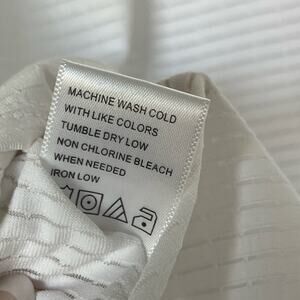 MACHINE WASH COLD
WITH LIKE COLORS
TUMBLE DRY LOW
NON CHLORINE BLEACH
WHEN NEEDED
IRON LOW